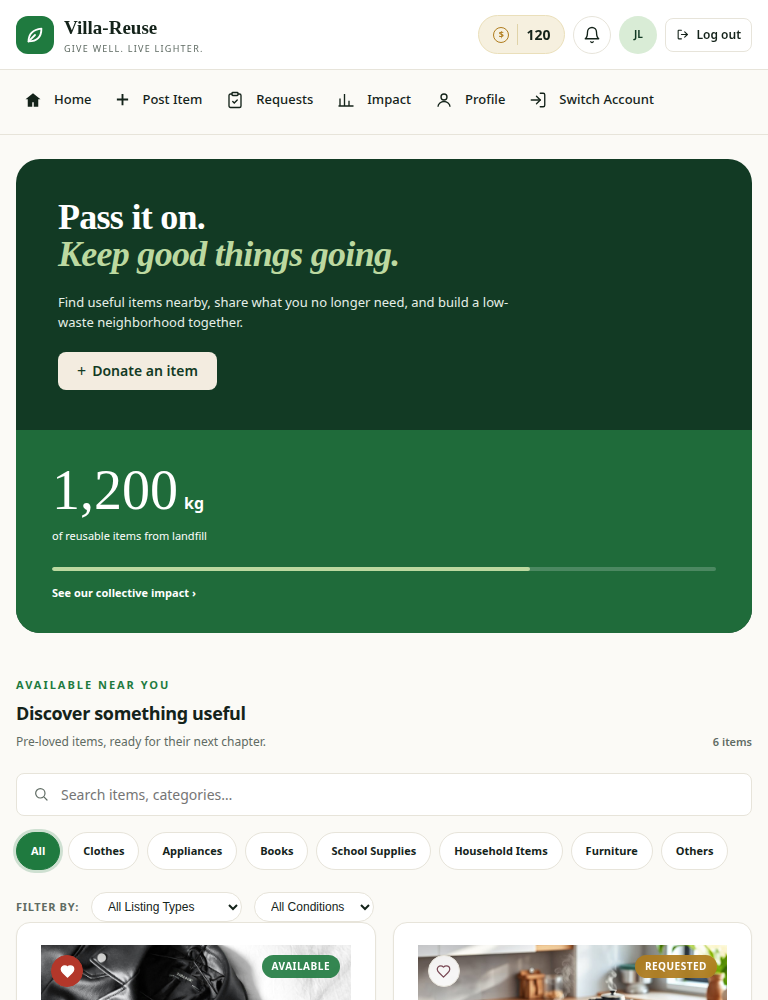 Villa-Reuse
GIVE WELL. LIVE LIGHTER.
$ 120
JL
Log out
Home
Post Item
Requests
Impact
Profile
Switch Account
Pass it on.
Keep good things going.
Find useful items nearby, share what you no longer need, and build a low-
waste neighborhood together.
+ Donate an item
1,200 kg
of reusable items from landfill
See our collective impact ›
AVAILABLE NEAR YOU
Discover something useful
Pre-loved items, ready for their next chapter.
6 items
Search items, categories...
All
Clothes
Appliances
Books
School Supplies
Household Items
Furniture
Others
FILTER BY:
All Listing Types
All Conditions
AVAILABLE
REQUESTED